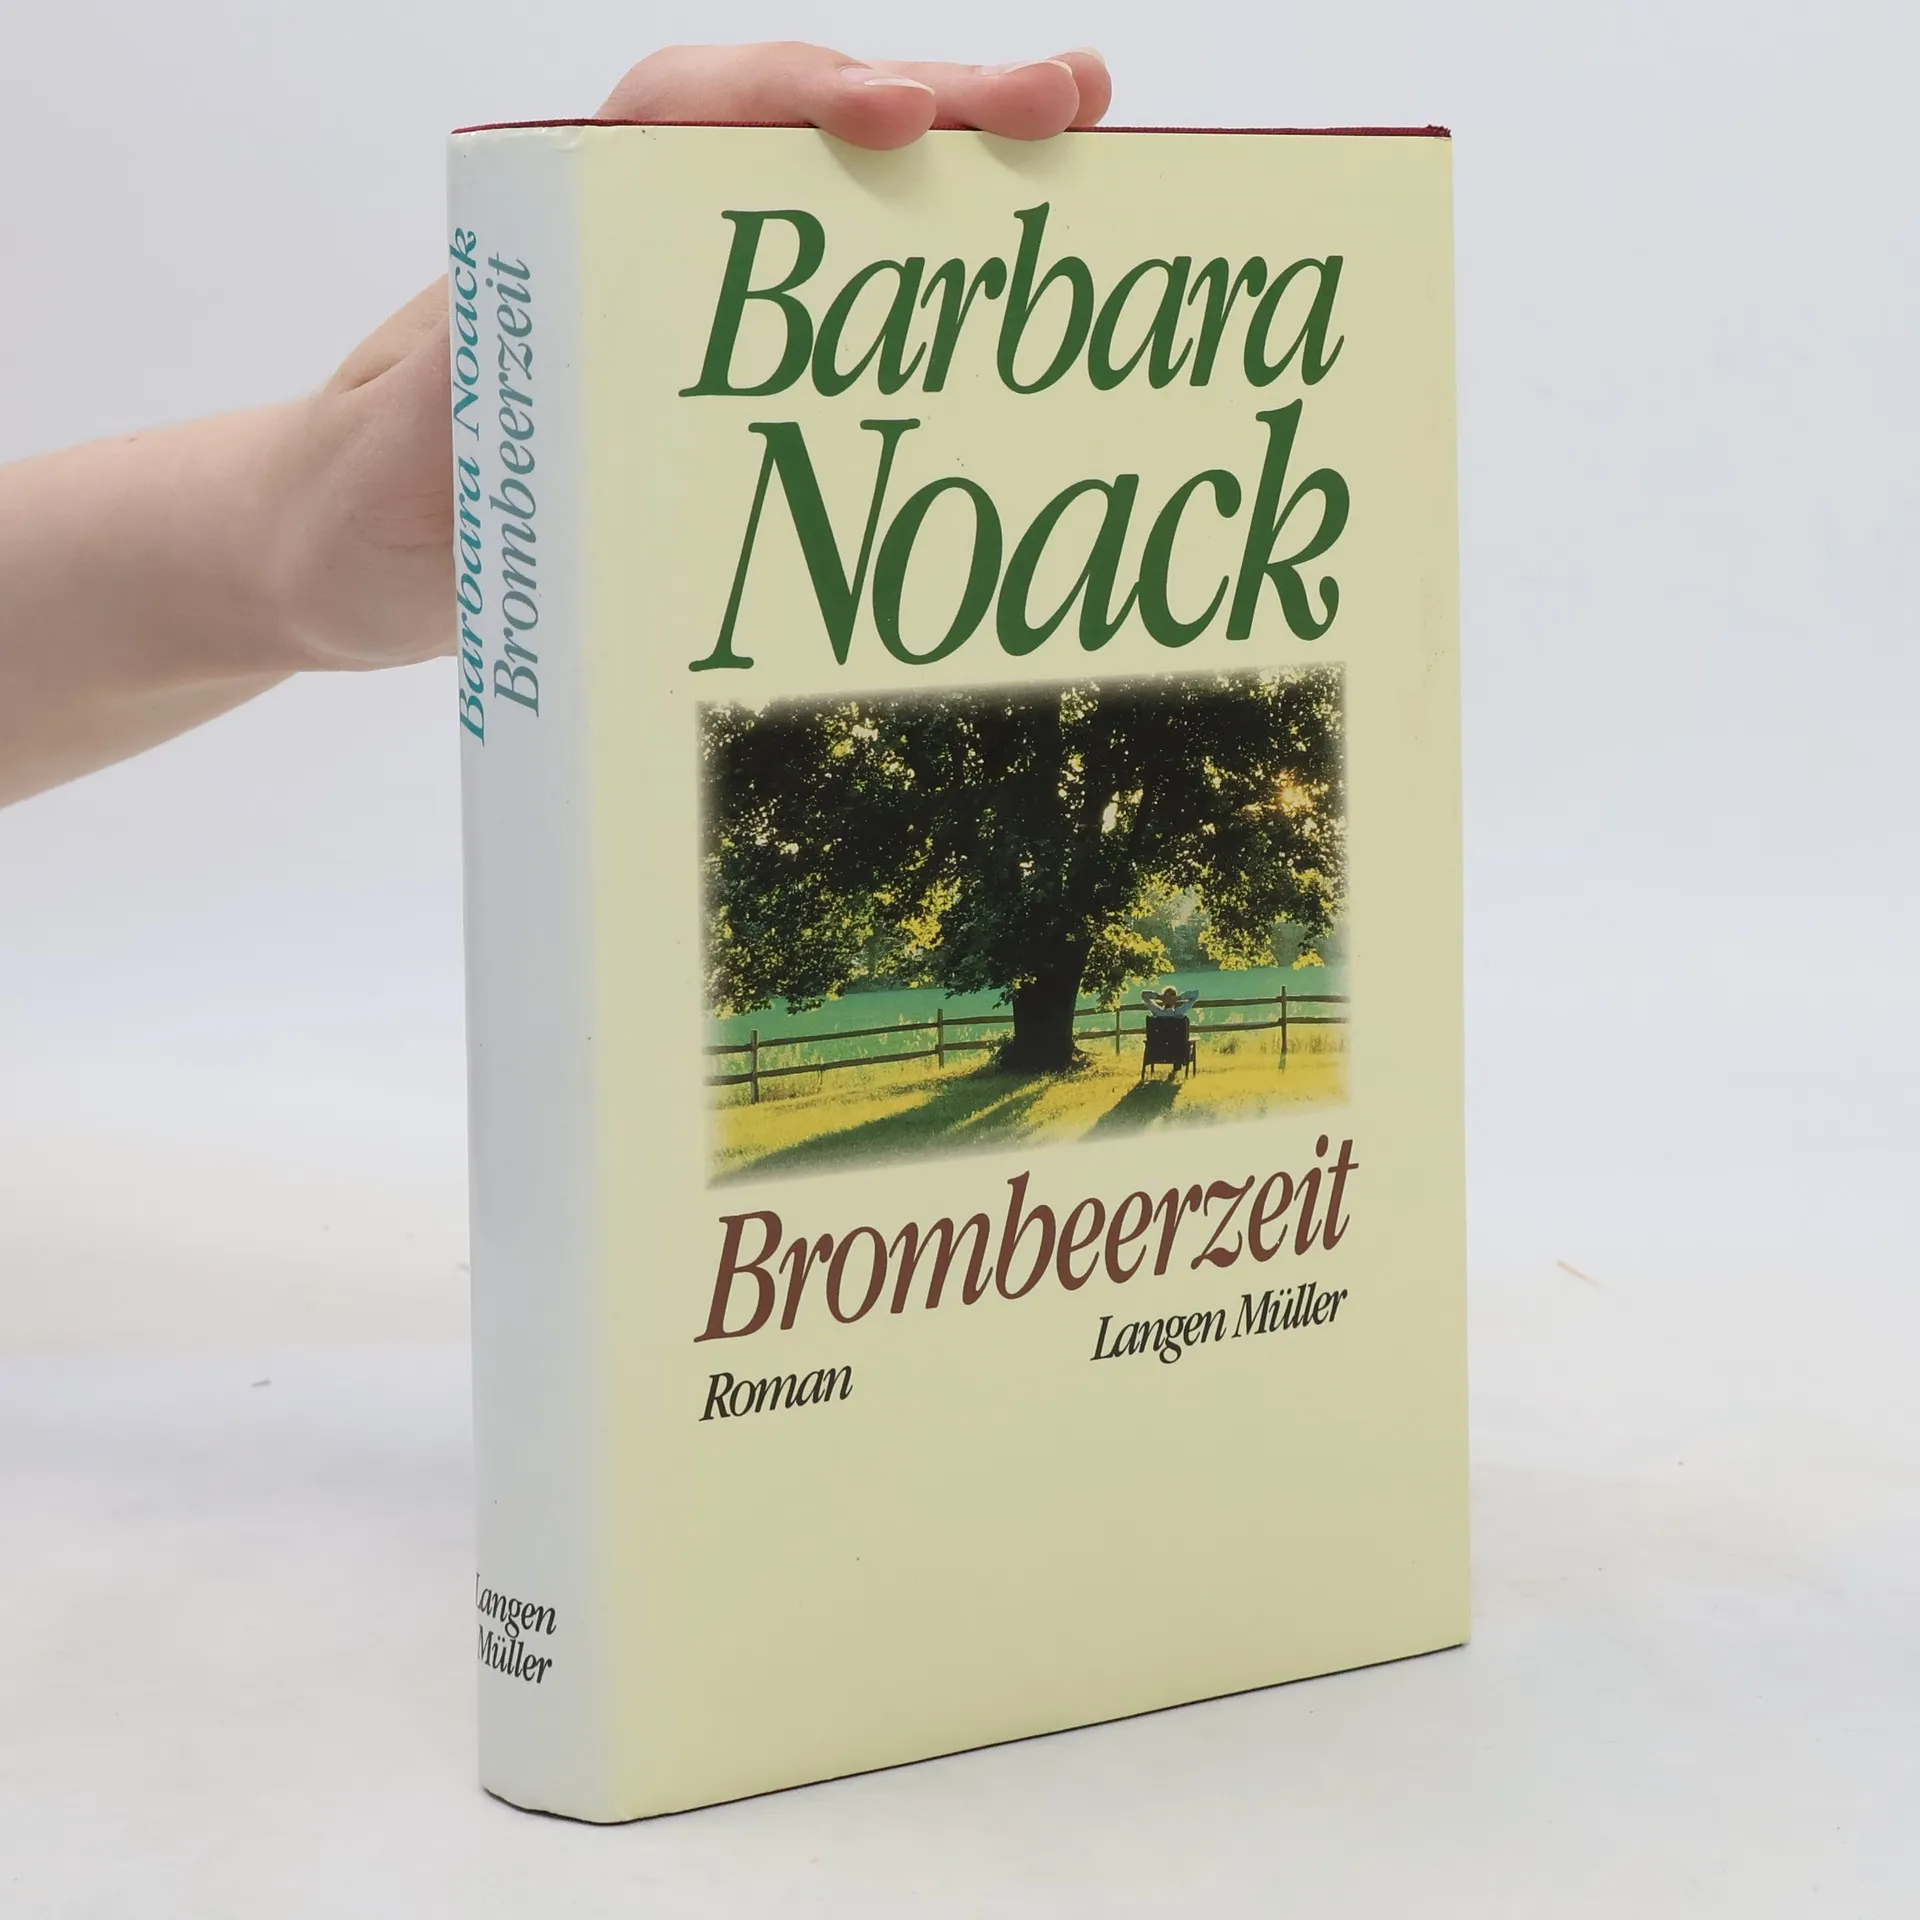 Barbara Noack
Brombeerzeit
Langen
Müller
Barbara
Noack
Brombeerzeit
Langen Müller
Roman